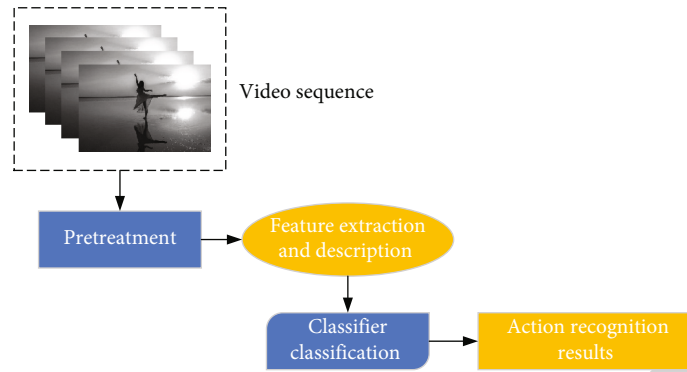 Video sequence
Pretreatment
Feature extraction
and description
Classifier
classification
Action recognition
results